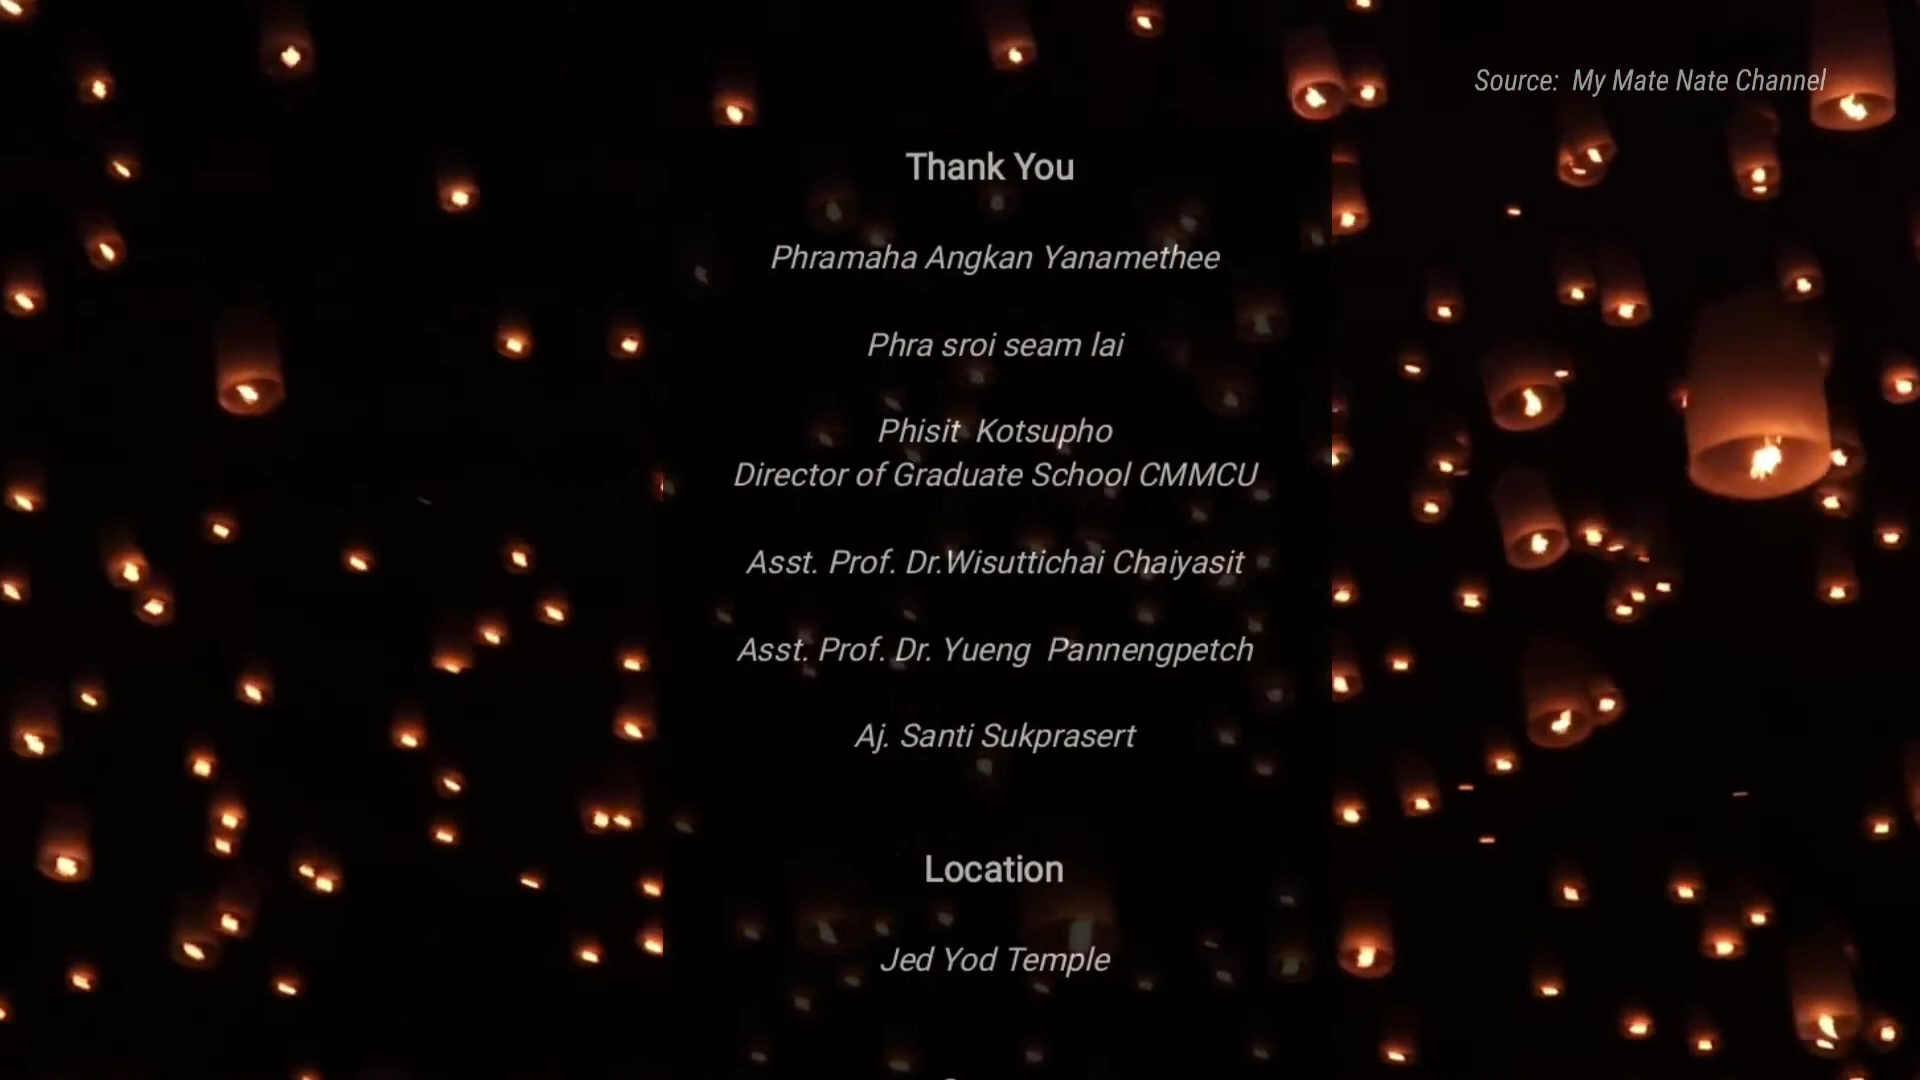 Source: My Mate Nate Channel
Thank You
Phramaha Angkan Yanamethee
Phra sroi seam lai
Phisit Kotsupho
Director of Graduate School CMMCU
Asst. Prof. Dr.Wisuttichai Chaiyasit
Asst. Prof. Dr. Yueng Pannengpetch
Aj. Santi Sukprasert
Location
Jed Yod Temple